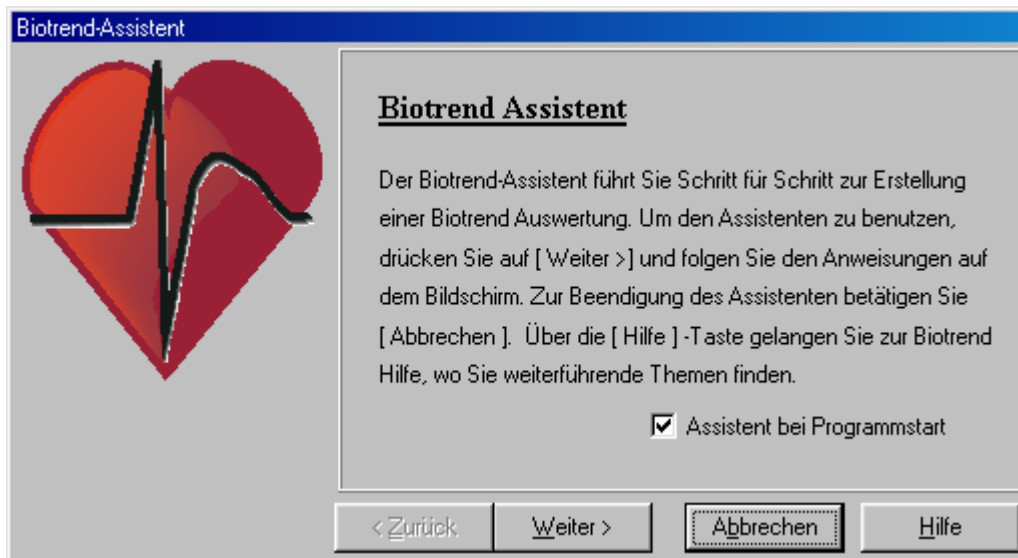 Biotrend-Assistent
Biotrend Assistent
Der Biotrend-Assistent führt Sie Schritt für Schritt zur Erstellung
einer Biotrend Auswertung. Um den Assistenten zu benutzen,
drücken Sie auf [ Weiter >] und folgen Sie den Anweisungen auf
dem Bildschirm. Zur Beendigung des Assistenten betätigen Sie
[ Abbrechen ].  Über die [ Hilfe ] -Taste gelangen Sie zur Biotrend
Hilfe, wo Sie weiterführende Themen finden.
Assistent bei Programmstart
< Zurück
Weiter >
Abbrechen
Hilfe